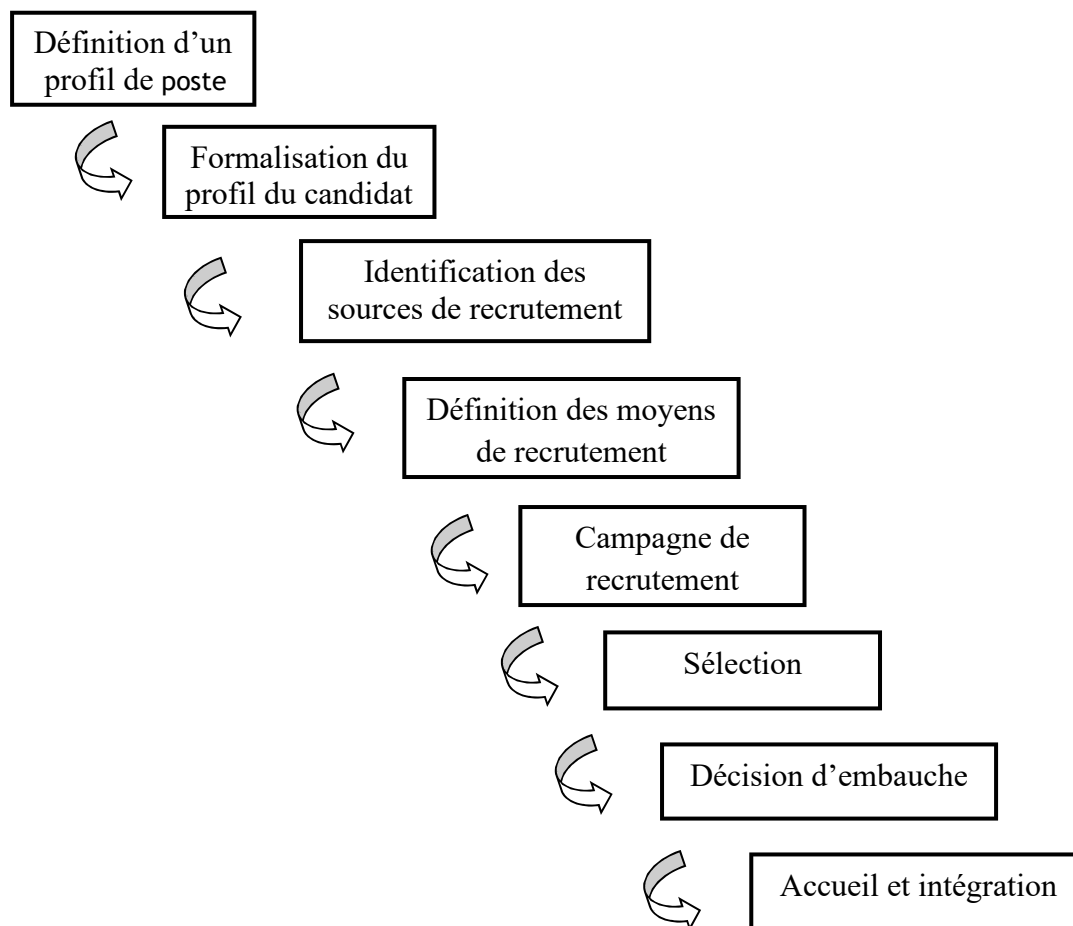 Définition d’un
profil de poste
Formalisation du
profil du candidat
Identification des
sources de recrutement
Définition des moyens
de recrutement
Campagne de
recrutement
Sélection
Décision d’embauche
Accueil et intégration